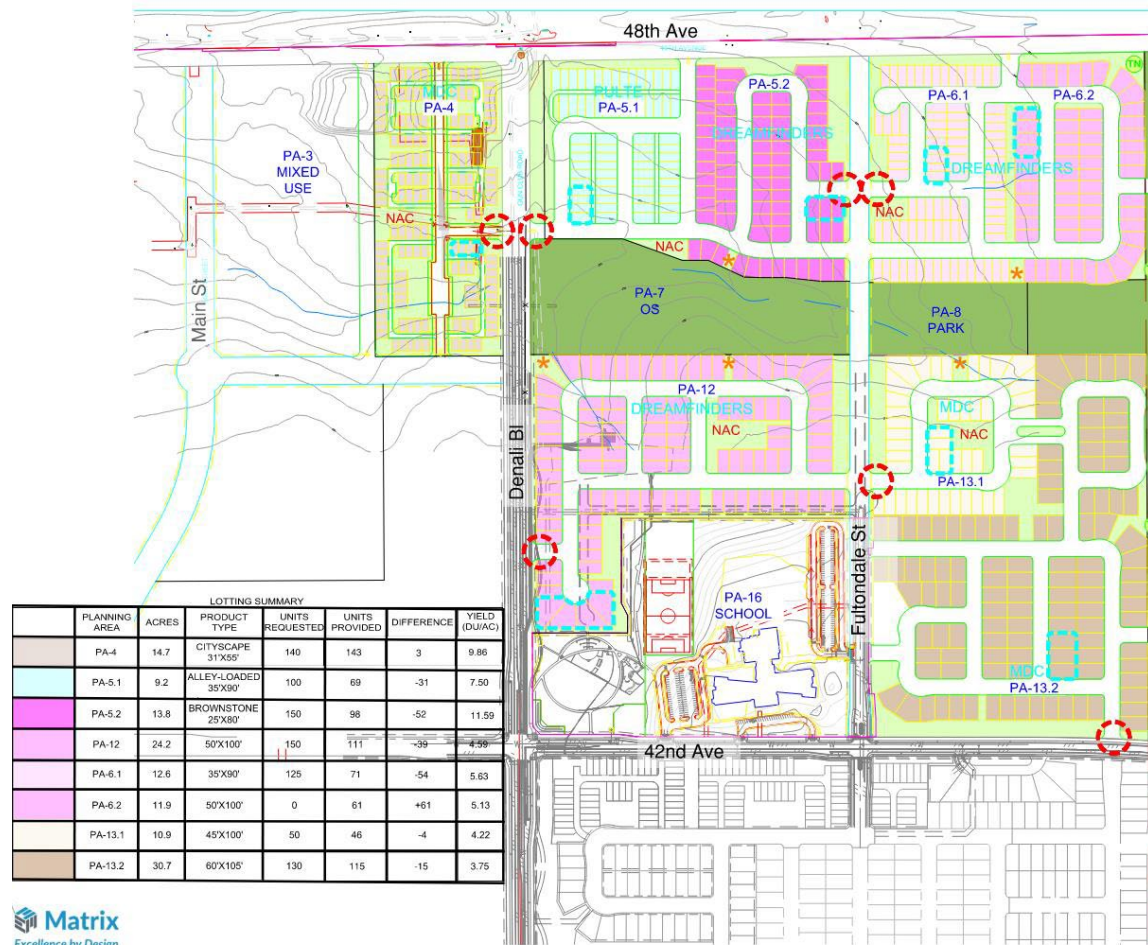 48th Ave
TN
MDC
PA-4
PULTE
PA-5.1
PA-5.2
DREAMFINDERS
PA-6.1
PA-6.2
DREAMFINDERS
PA-3
MIXED
USE
NAC
NAC
NAC
Main St
PA-7
OS
PA-8
PARK
PA-12
DREAMFINDERS
NAC
MDC
NAC
PA-13.1
Denali Bl
Fultondale St
PA-16
SCHOOL
MDC
PA-13.2
42nd Ave
LOTTING SUMMARY
PLANNING AREA ACRES PRODUCT TYPE UNITS REQUESTED UNITS PROVIDED DIFFERENCE YIELD (DU/AC)
PA-4 14.7 CITYSCAPE 31'X55' 140 143 3 9.86
PA-5.1 9.2 ALLEY-LOADED 35'X90' 100 69 -31 7.50
PA-5.2 13.8 BROWNSTONE 25'X80' 150 98 -52 11.59
PA-12 24.2 50'X100' 150 111 -39 4.59
PA-6.1 12.6 35'X90' 125 71 -54 5.63
PA-6.2 11.9 50'X100' 0 61 +61 5.13
PA-13.1 10.9 45'X100' 50 46 -4 4.22
PA-13.2 30.7 60'X105' 130 115 -15 3.75
Matrix
Excellence by Design